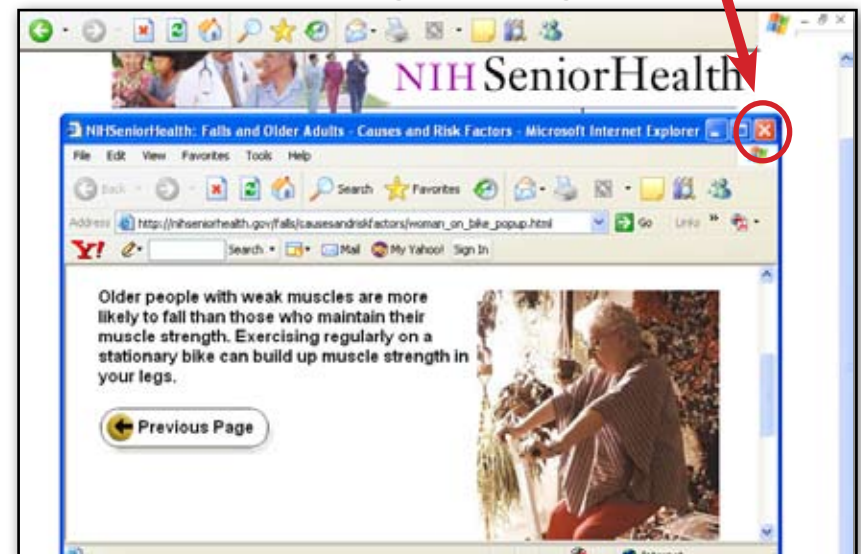 NIH SeniorHealth
NIHSeniorHealth: Falls and Older Adults - Causes and Risk Factors - Microsoft Internet Explorer
File Edit View Favorites Tools Help
Back Search Favorites
Address http://nihseniorhealth.gov/falls/causesandriskfactors/woman_on_bike_popup.html Go Links »
Y! Search Mail My Yahoo! Sign In
Older people with weak muscles are more
likely to fall than those who maintain their
muscle strength. Exercising regularly on a
stationary bike can build up muscle strength in
your legs.
Previous Page
Internet